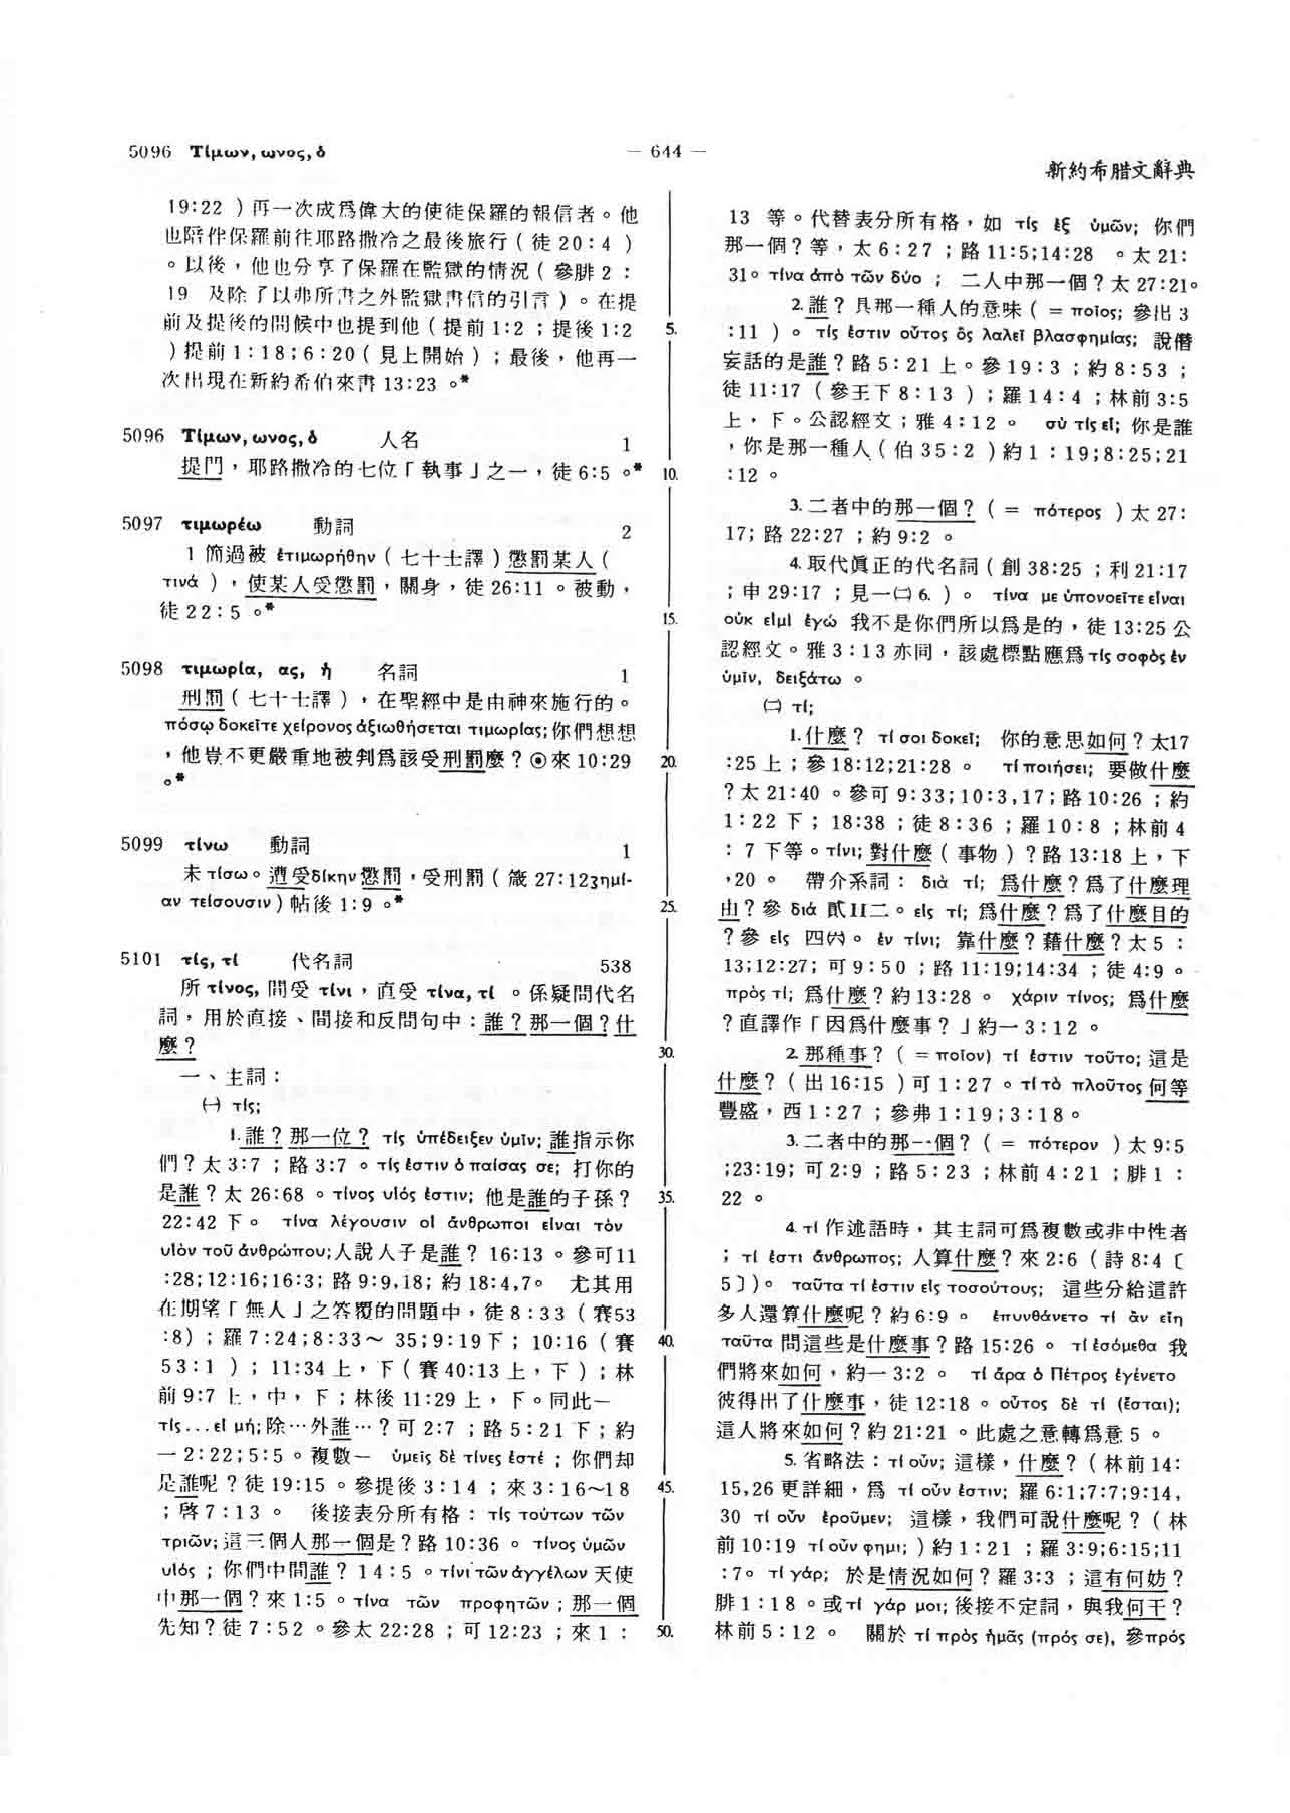 5096 Τίμων, ωνος, ὁ
— 644 —
新約希腊文辭典
19:22 ) 再一次成爲偉大的使徒保羅的報信者。他
也陪伴保羅前往耶路撒冷之最後旅行 ( 徒 20:4 )
。以後，他也分享了保羅在監獄的情況 ( 參腓 2 :
19 及除了以弗所書之外監獄書信的引言 )。在提
前及提後的問候中也提到他 ( 提前 1:2 ; 提後 1:2
) 提前 1:18;6:20 ( 見上開始 ) ; 最後，他再一
次出現在新約希伯來書 13:23 。*
5096 Τίμων, ωνος, ὁ 人名 1
提門，耶路撒冷的七位「執事」之一，徒 6:5 。*
5097 τιμωρέω 動詞 2
1 簡過被 ἐτιμωρήθην ( 七十士譯 ) 懲罰某人 (
τινά ) ，使某人受懲罰，關身，徒 26:11 。被動，
徒 22:5 。*
5098 τιμωρία, ας, ἡ 名詞 1
刑罰 ( 七十士譯 ) ，在聖經中是由神來施行的。
πόσῳ δοκεῖτε χείρονος ἀξιωθήσεται τιμωρίας; 你們想想
，他豈不更嚴重地被判爲該受刑罰麼？⊙來 10:29
。*
5099 τίνω 動詞 1
未 τίσω。遭受 δίκην 懲罰，受刑罰 ( 箴 27:12 ζημί-
αν τείσουσιν ) 帖後 1:9 。*
5101 τίς, τί 代名詞 538
所 τίνος, 間受 τίνι，直受 τίνα, τί 。係疑問代名
詞，用於直接、間接和反問句中：誰？那一個？什
麼？
一、主詞：
㈠ τίς;
1. 誰？那一位？ τίς ὑπέδειξεν ὑμῖν; 誰指示你
們？太 3:7 ; 路 3:7 。τίς ἐστιν ὁ παίσας σε; 打你的
是誰？太 26:68 。τίνος υἱός ἐστιν; 他是誰的子孫？
22:42 下。 τίνα λέγουσιν οἱ ἄνθρωποι εἶναι τὸν
υἱὸν τοῦ ἀνθρώπου; 人說人子是誰？ 16:13 。參可11
:28;12:16;16:3; 路 9:9,18; 約 18:4,7。 尤其用
在期望「無人」之答覆的問題中，徒 8:33 ( 賽53
:8 ) ; 羅 7:24;8:33～ 35;9:19下 ; 10:16 ( 賽
53:1 ) ; 11:34 上，下 ( 賽 40:13 上，下 ) ; 林
前 9:7 上，中，下 ; 林後 11:29 上，下。同此—
τίς...εἰ μή; 除…外誰…？可 2:7 ; 路 5:21 下 ; 約
一 2:22;5:5 。複數— ὑμεῖς δὲ τίνες ἐστέ ; 你們却
是誰呢？徒 19:15 。參提後 3:14 ; 來 3:16～18
; 啓 7:13 。 後接表分所有格：τίς τούτων τῶν
τριῶν; 這三個人那一個是？路 10:36 。τίνος ὑμῶν
υἱός ; 你們中間誰？ 14:5 。τίνι τῶν ἀγγέλων 天使
中那一個？來 1:5 。τίνα τῶν προφητῶν ; 那一個
先知？徒 7:52 。參太 22:28 ; 可 12:23 ; 來 1 :
5.
10.
15.
20.
25.
30.
35.
40.
45.
50.
13 等。代替表分所有格，如 τίς ἐξ ὑμῶν; 你們
那一個？等，太 6:27 ; 路 11:5;14:28 。太 21:
31。τίνα ἀπὸ τῶν δύο ; 二人中那一個？太 27:21。
2. 誰？具那一種人的意味 ( = ποῖος; 參出 3
:11 ) 。τίς ἐστιν οὗτος ὃς λαλεῖ βλασφημίας; 說僭
妄話的是誰？路 5:21 上。參 19:3 ; 約 8:53 ;
徒 11:17 ( 參王下 8:13 ) ; 羅 14:4 ; 林前 3:5
上，下。公認經文 ; 雅 4:12 。 σὺ τίς εἶ; 你是誰
，你是那一種人 ( 伯 35:2 ) 約 1 : 19;8:25;21
:12 。
3. 二者中的那一個？ ( = πότερος ) 太 27:
17; 路 22:27 ; 約 9:2 。
4. 取代眞正的代名詞 ( 創 38:25 ; 利 21:17
; 申 29:17 ; 見一㈡ 6. ) 。 τίνα με ὑπονοεῖτε εἶναι
οὐκ εἰμὶ ἐγώ 我不是你們所以爲是的，徒 13:25 公
認經文。雅 3:13 亦同，該處標點應爲 τίς σοφὸς ἐν
ὑμῖν, δειξάτω 。
㈡ τί;
1. 什麼？ τί σοι δοκεῖ; 你的意思如何？太17
:25 上 ; 參 18:12;21:28 。 τί ποιήσει; 要做什麼
？太 21:40 。參可 9:33;10:3,17; 路 10:26 ; 約
1:22 下 ; 18:38 ; 徒 8:36 ; 羅 10:8 ; 林前 4
: 7 下等。τίνι; 對什麼 ( 事物 ) ？路 13:18 上，下
，20 。 帶介系詞： διὰ τί; 爲什麼？爲了什麼理
由？參 διά 貳II二。εἰς τί; 爲什麼？爲了什麼目的
？參 εἰς 四㈥。ἐν τίνι; 靠什麼？藉什麼？太 5 :
13;12:27; 可 9:50 ; 路 11:19;14:34 ; 徒 4:9 。
πρὸς τί; 爲什麼？約 13:28 。 χάριν τίνος; 爲什麼
？直譯作「因爲什麼事？」約一 3:12 。
2. 那種事？ ( = ποῖον) τί ἐστιν τοῦτο; 這是
什麼？ ( 出 16:15 ) 可 1:27 。τί τὸ πλοῦτος 何等
豐盛，西 1:27 ; 參弗 1:19;3:18 。
3. 二者中的那一個？ ( = πότερον ) 太 9:5
;23:19; 可 2:9 ; 路 5:23 ; 林前 4:21 ; 腓 1 :
22 。
4. τί 作述語時，其主詞可爲複數或非中性者
; τί ἐστι ἄνθρωπος; 人算什麼？來 2:6 ( 詩 8:4〔
5〕)。 ταῦτα τί ἐστιν εἰς τοσούτους; 這些分給這許
多人還算什麼呢？約 6:9 。 ἐπυνθάνετο τί ἂν εἴη
ταῦτα 問這些是什麼事？路 15:26 。 τί ἐσόμεθα 我
們將來如何，約一 3:2 。 τί ἄρα ὁ Πέτρος ἐγένετο
彼得出了什麼事，徒 12:18 。οὗτος δὲ τί (ἔσται);
這人將來如何？約 21:21 。此處之意轉爲意 5 。
5. 省略法：τί οὖν; 這樣，什麼？ ( 林前 14:
15,26 更詳細，爲 τί οὖν ἐστιν; 羅 6:1;7:7;9:14,
30 τί οὖν ἐροῦμεν; 這樣，我們可說什麼呢？ ( 林
前 10:19 τί οὖν φημι; ) 約 1:21 ; 羅 3:9;6:15;11
:7。 τί γάρ; 於是情況如何？羅 3:3 ; 這有何妨？
腓 1:18 。或 τί γάρ μοι; 後接不定詞，與我何干？
林前 5:12 。 關於 τί πρὸς ἡμᾶς (πρός σε), 參πρός